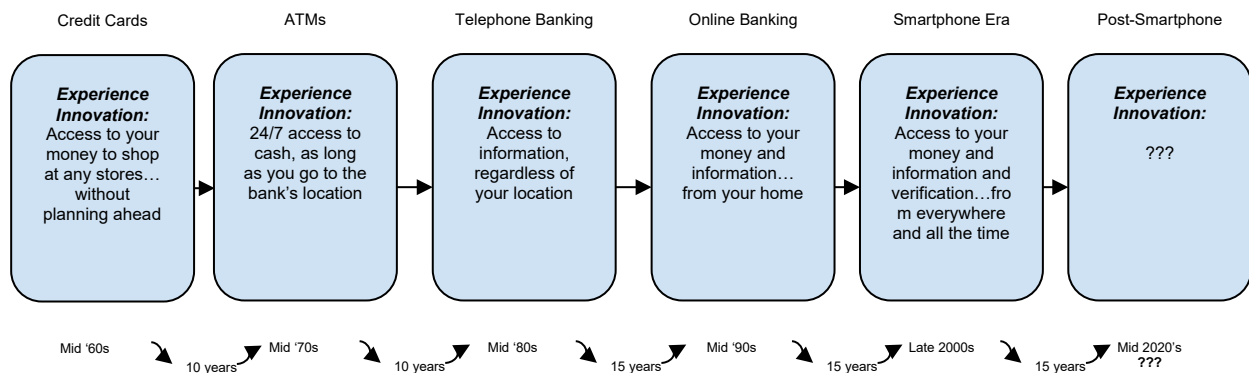 Credit Cards
ATMs
Telephone Banking
Online Banking
Smartphone Era
Post-Smartphone
Experience
Innovation:
Access to your
money to shop
at any stores…
without
planning ahead
Experience
Innovation:
24/7 access to
cash, as long
as you go to the
bank’s location
Experience
Innovation:
Access to
information,
regardless of
your location
Experience
Innovation:
Access to your
money and
information…
from your home
Experience
Innovation:
Access to your
money and
information and
verification…fro
m everywhere
and all the time
Experience
Innovation:
???
Mid ‘60s
10 years
Mid ‘70s
10 years
Mid ‘80s
15 years
Mid ‘90s
15 years
Late 2000s
15 years
Mid 2020’s
???